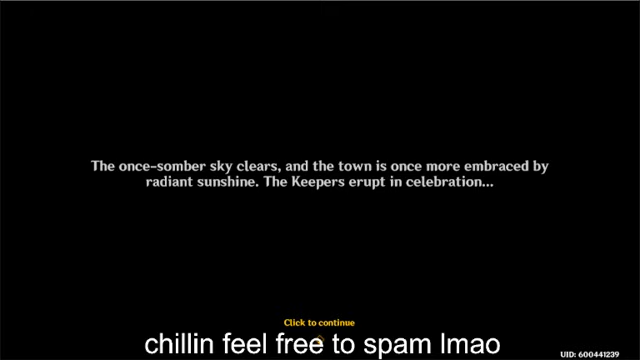 The once-somber sky clears, and the town is once more embraced by
radiant sunshine. The Keepers erupt in celebration...
Click to continue
chillin feel free to spam lmao
UID: 600441239